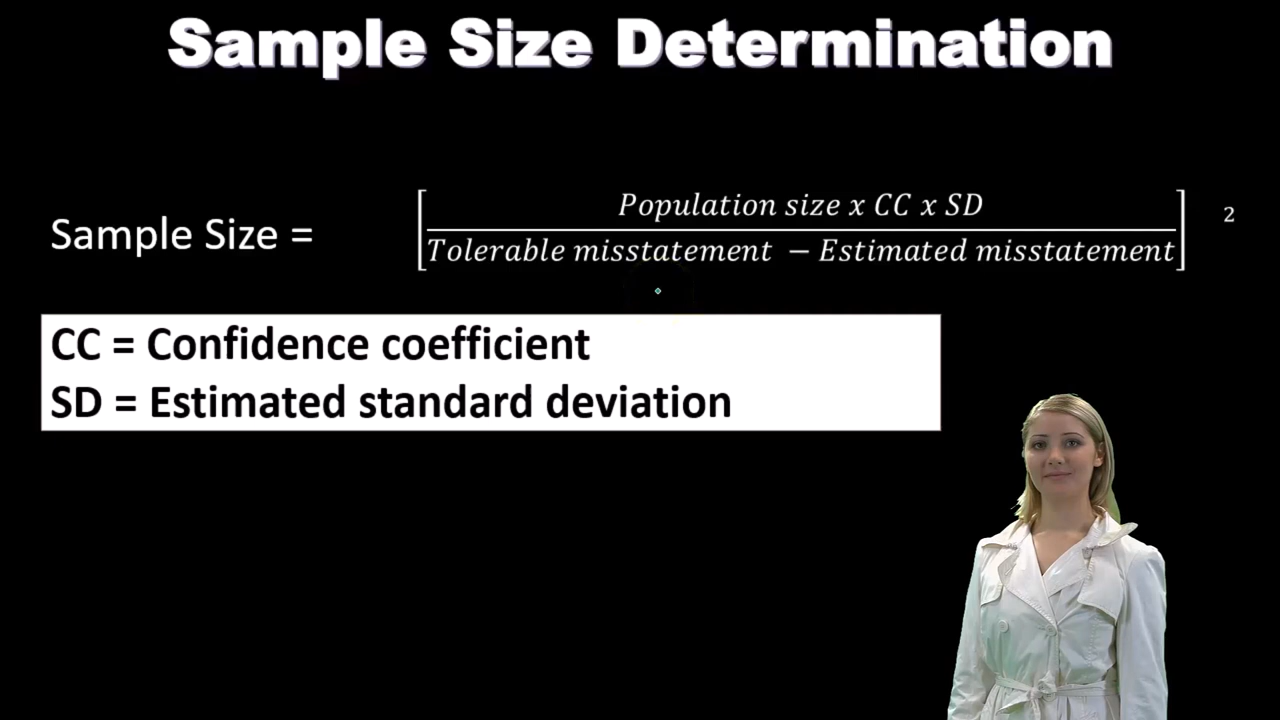 Sample Size Determination
Sample Size = [ Population size x CC x SD
Tolerable misstatement − Estimated misstatement ] 2
CC = Confidence coefficient
SD = Estimated standard deviation